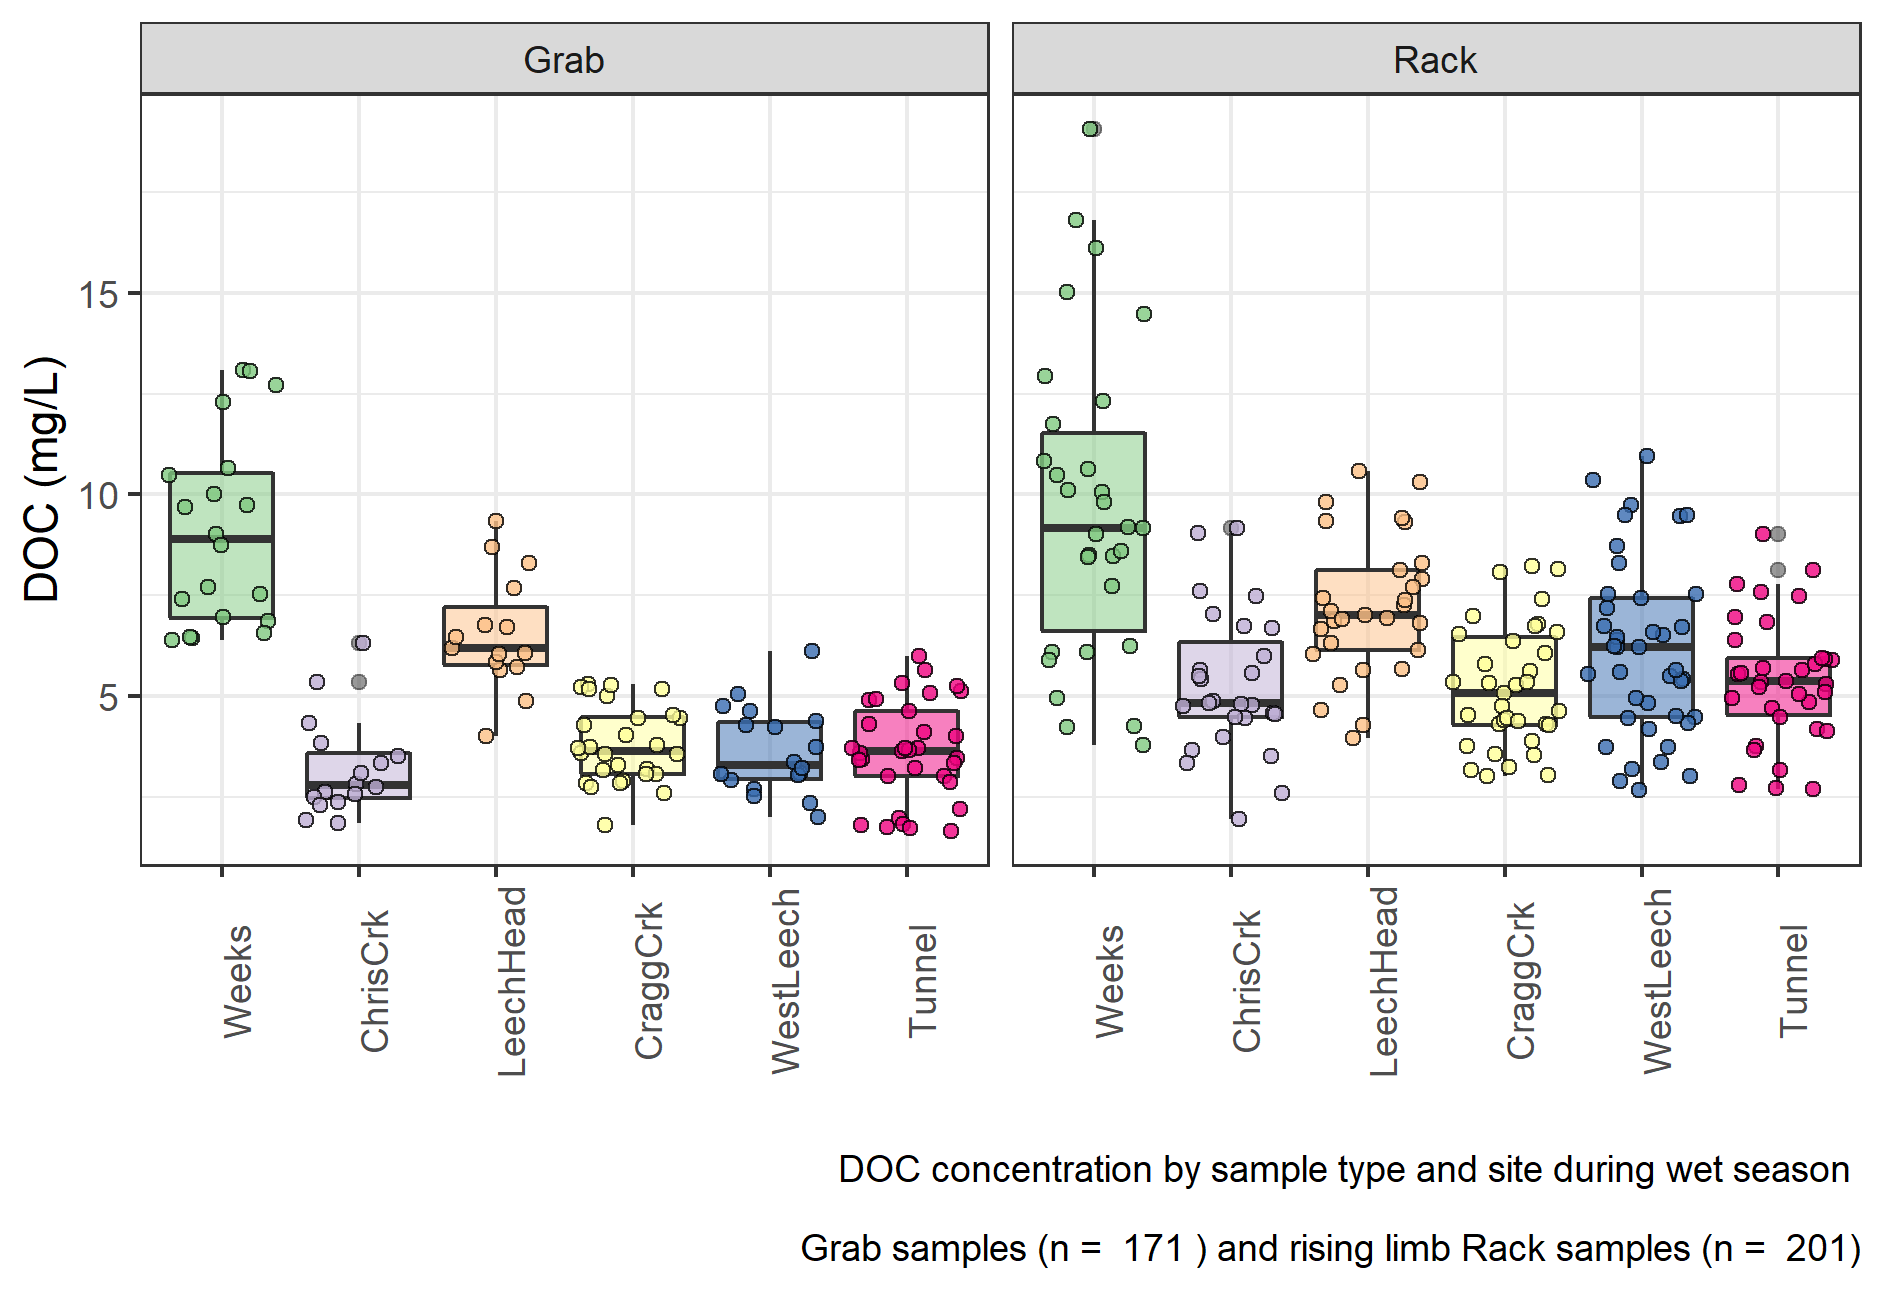 Grab
Rack
DOC (mg/L)
15
10
5
Weeks
ChrisCrk
LeechHead
CraggCrk
WestLeech
Tunnel
Weeks
ChrisCrk
LeechHead
CraggCrk
WestLeech
Tunnel
DOC concentration by sample type and site during wet season
Grab samples (n =  171 ) and rising limb Rack samples (n =  201)